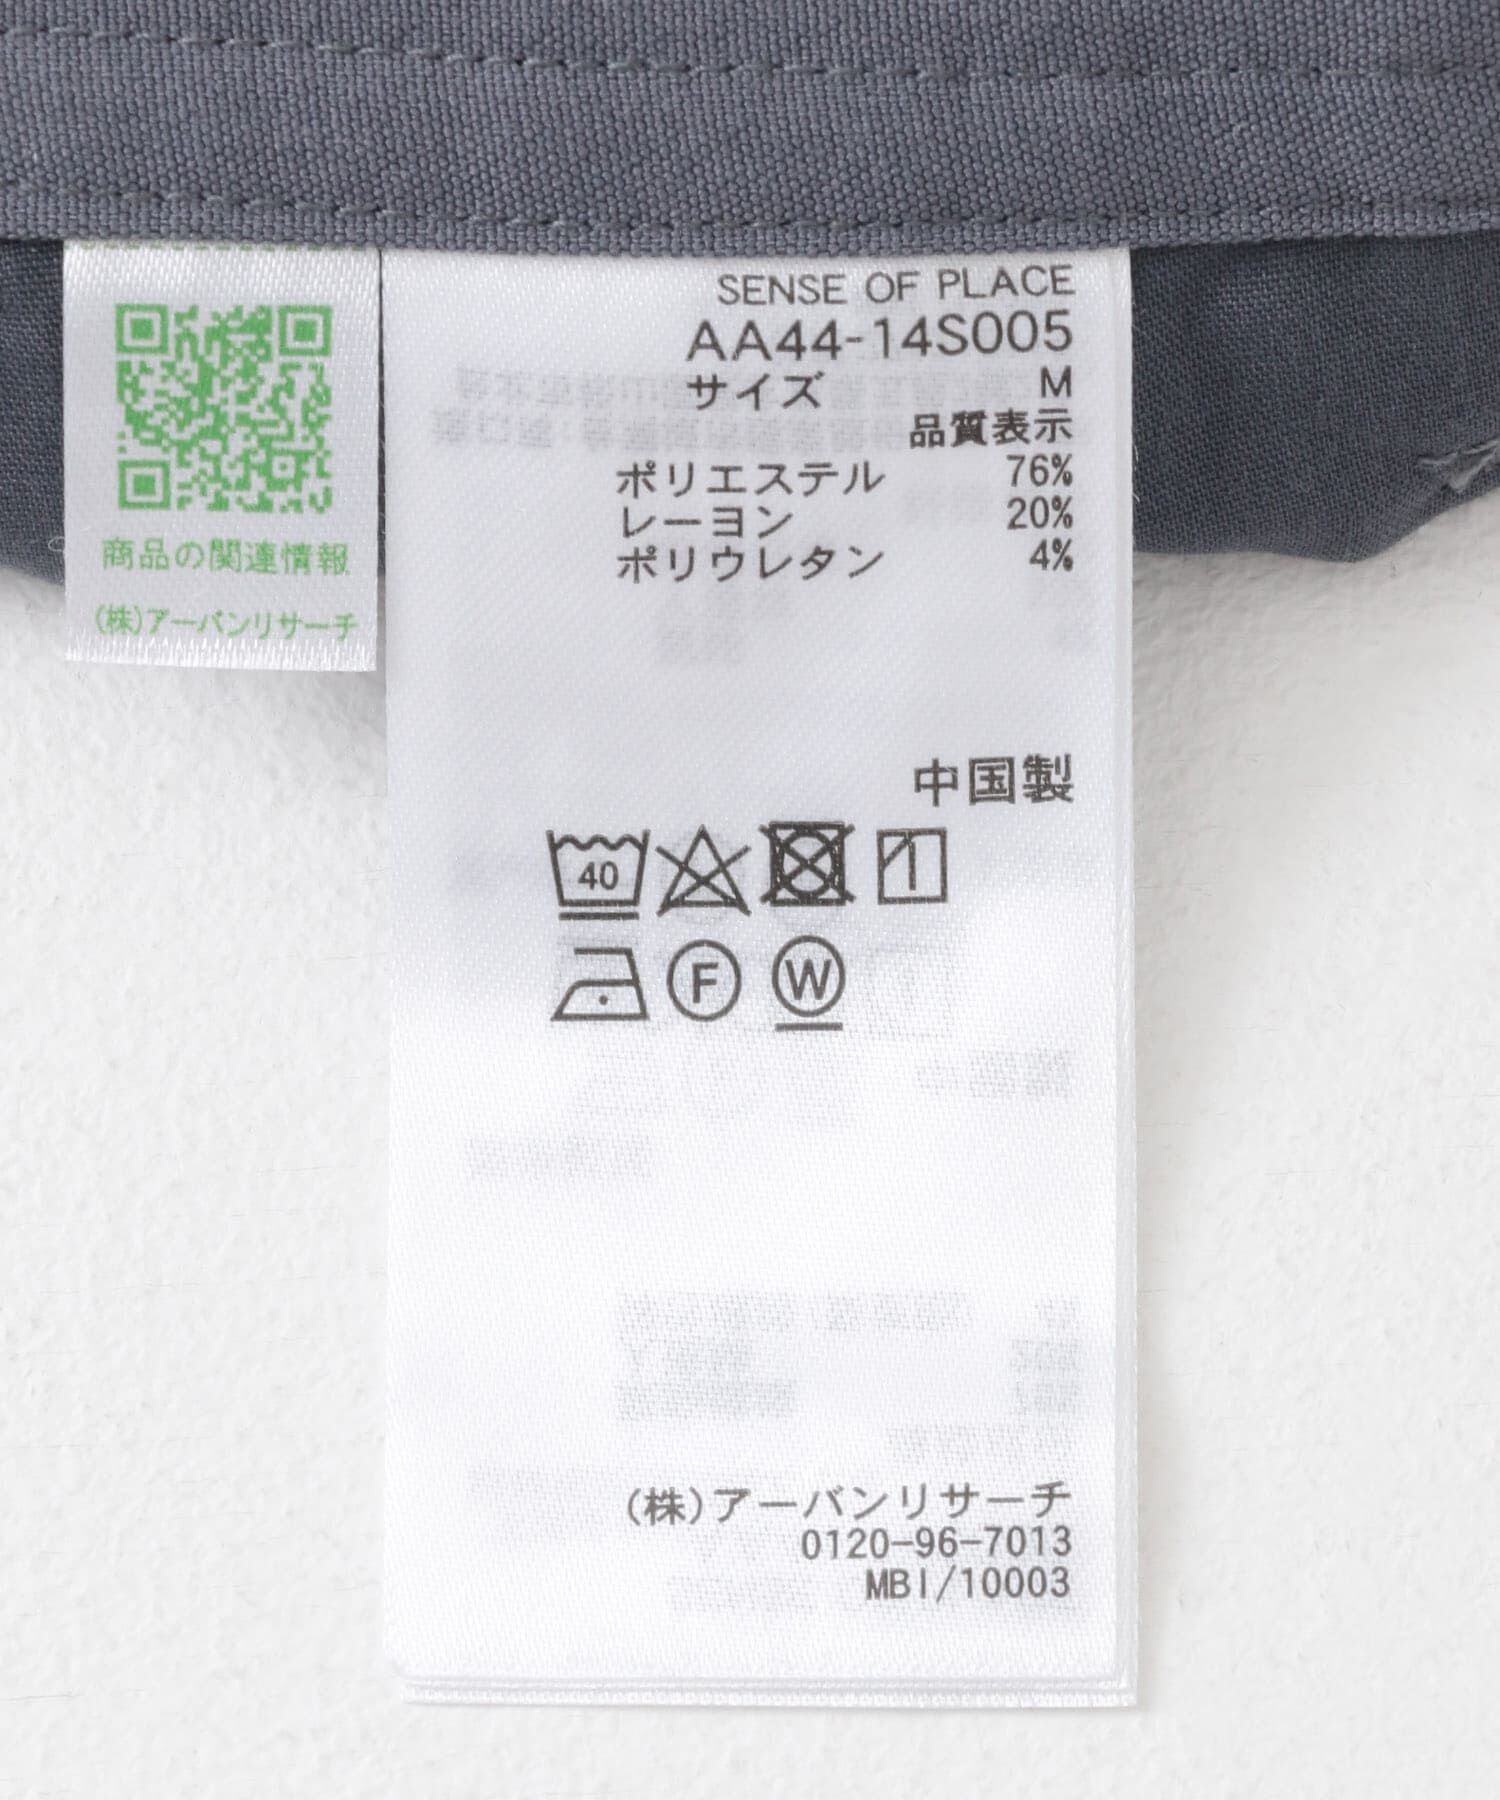 SENSE OF PLACE
AA44-14S005
サイズ M
品質表示
ポリエステル 76%
レーヨン 20%
ポリウレタン 4%
中国製
40
F W
(株)アーバンリサーチ
0120-96-7013
MBI/10003
商品の関連情報
(株)アーバンリサーチ